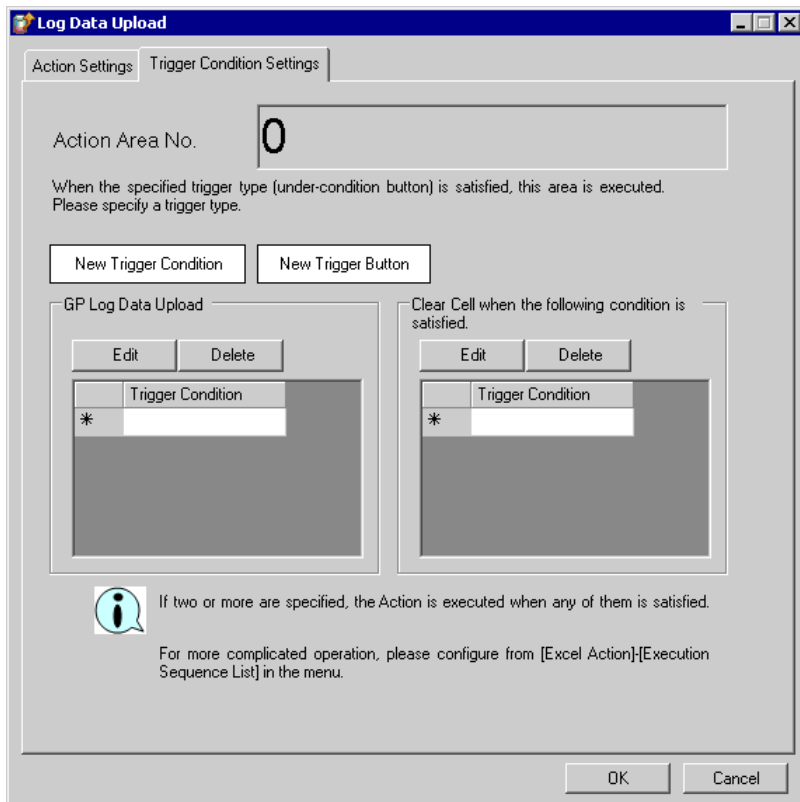 Log Data Upload
Action Settings
Trigger Condition Settings
Action Area No.
0
When the specified trigger type (under-condition button) is satisfied, this area is executed.
Please specify a trigger type.
New Trigger Condition
New Trigger Button
GP Log Data Upload
Edit
Delete
Trigger Condition
*
Clear Cell when the following condition is
satisfied.
Edit
Delete
Trigger Condition
*
If two or more are specified, the Action is executed when any of them is satisfied.
For more complicated operation, please configure from [Excel Action]-[Execution
Sequence List] in the menu.
OK
Cancel